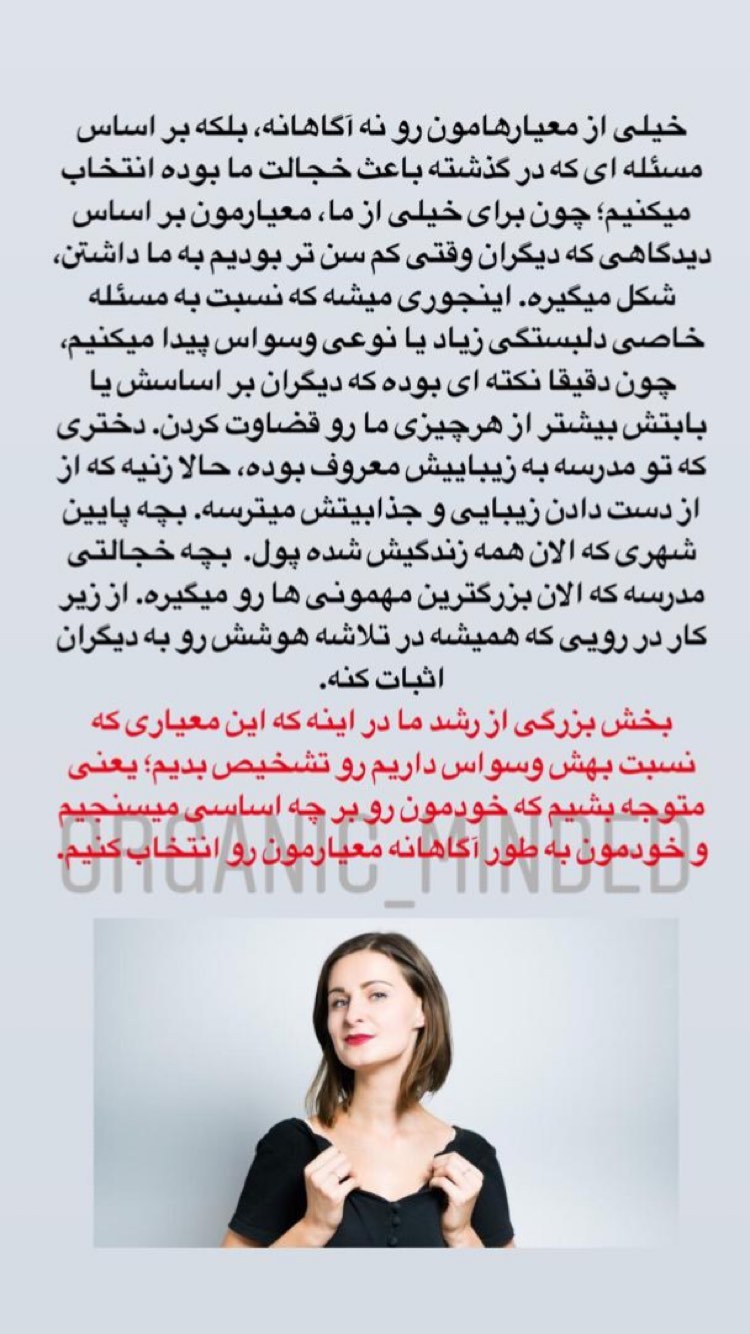 خیلی از معیارهامون رو نه آگاهانه، بلکه بر اساس
مسئله ای که در گذشته باعث خجالت ما بوده انتخاب
میکنیم؛ چون برای خیلی از ما، معیارمون بر اساس
دیدگاهی که دیگران وقتی کم سن تر بودیم به ما داشتن،
شکل میگیره. اینجوری میشه که نسبت به مسئله
خاصی دلبستگی زیاد یا نوعی وسواس پیدا میکنیم،
چون دقیقا نکته ای بوده که دیگران بر اساسش یا
بابتش بیشتر از هرچیزی ما رو قضاوت کردن. دختری
که تو مدرسه به زیباییش معروف بوده، حالا زنیه که از
از دست دادن زیبایی و جذابیتش میترسه. بچه پایین
شهری که الان همه زندگیش شده پول. بچه خجالتی
مدرسه که الان بزرگترین مهمونی ها رو میگیره. از زیر
کار در رویی که همیشه در تلاشه هوشش رو به دیگران
اثبات کنه.
بخش بزرگی از رشد ما در اینه که این معیاری که
نسبت بهش وسواس داریم رو تشخیص بدیم؛ یعنی
متوجه بشیم که خودمون رو بر چه اساسی میسنجیم
و خودمون به طور آگاهانه معیارمون رو انتخاب کنیم.
ORGANIC_MINDED